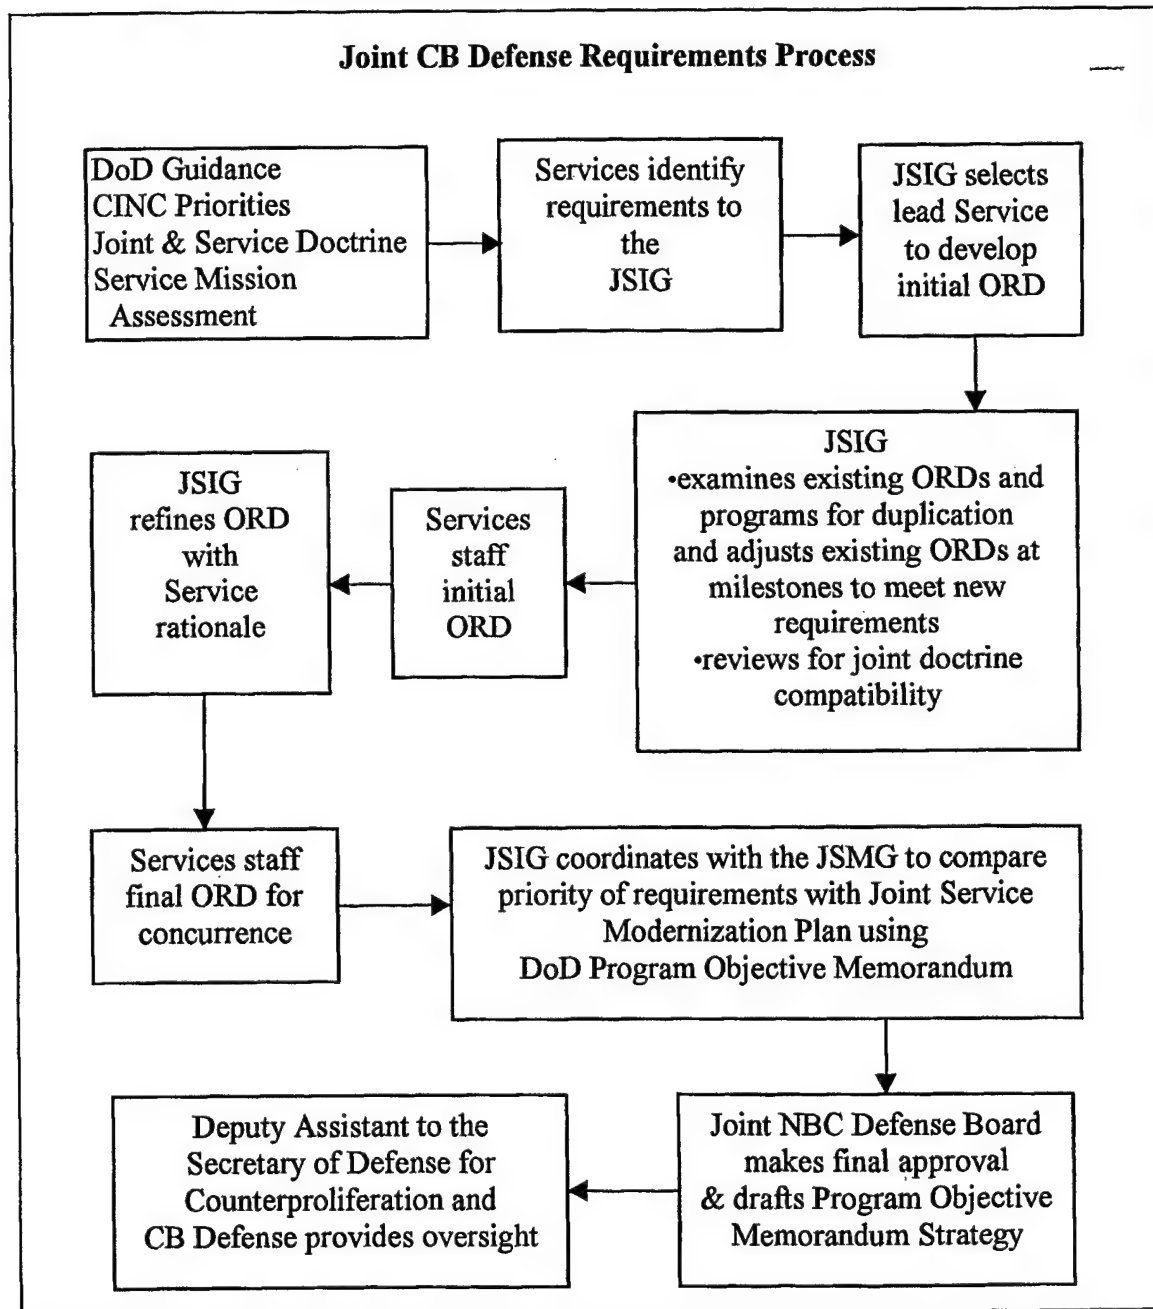 Joint CB Defense Requirements Process
DoD Guidance
CINC Priorities
Joint & Service Doctrine
Service Mission
Assessment
Services identify
requirements to
the
JSIG
JSIG selects
lead Service
to develop
initial ORD
JSIG
•examines existing ORDs and
programs for duplication
and adjusts existing ORDs at
milestones to meet new
requirements
•reviews for joint doctrine
compatibility
Services
staff
initial
ORD
JSIG
refines ORD
with
Service
rationale
Services staff
final ORD for
concurrence
JSIG coordinates with the JSMG to compare
priority of requirements with Joint Service
Modernization Plan using
DoD Program Objective Memorandum
Joint NBC Defense Board
makes final approval
& drafts Program Objective
Memorandum Strategy
Deputy Assistant to the
Secretary of Defense for
Counterproliferation and
CB Defense provides oversight